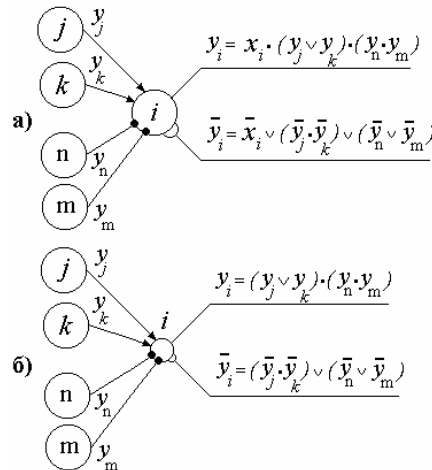 j
y_j
k
y_k
i
y_i = x_i · (y_j ∨ y_k) · (y_n · y_m)
а)
ȳ_i = x̄_i ∨ (ȳ_j · ȳ_k) ∨ (ȳ_n ∨ ȳ_m)
n
y_n
m
y_m
j
y_j
k
y_k
i
y_i = (y_j ∨ y_k) · (y_n · y_m)
б)
ȳ_i = (ȳ_j · ȳ_k) ∨ (ȳ_n ∨ ȳ_m)
n
y_n
m
y_m